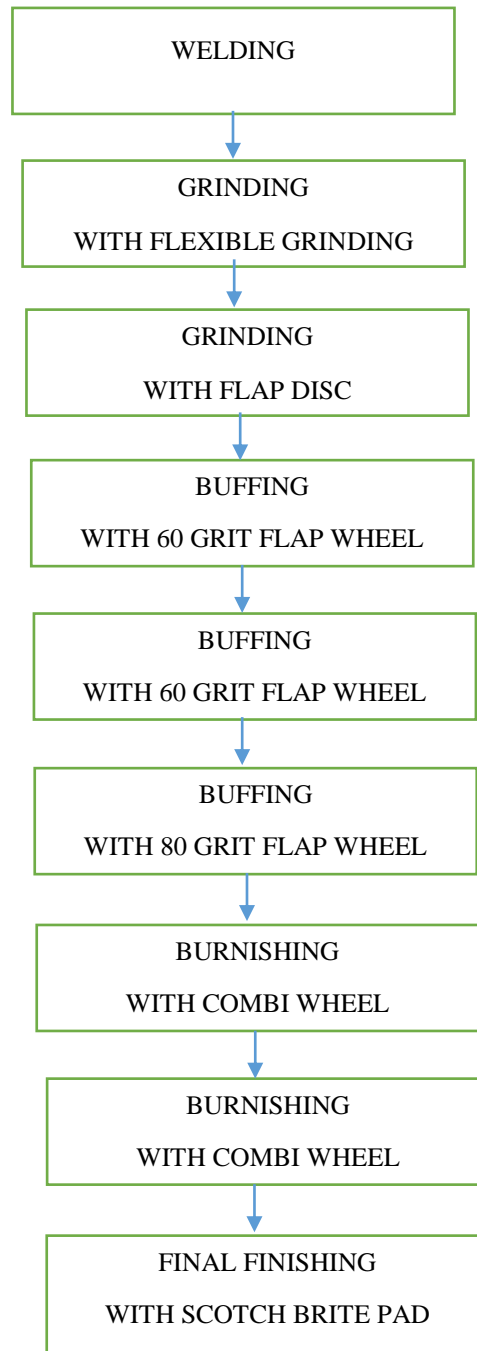 WELDING
GRINDING
WITH FLEXIBLE GRINDING
GRINDING
WITH FLAP DISC
BUFFING
WITH 60 GRIT FLAP WHEEL
BUFFING
WITH 60 GRIT FLAP WHEEL
BUFFING
WITH 80 GRIT FLAP WHEEL
BURNISHING
WITH COMBI WHEEL
BURNISHING
WITH COMBI WHEEL
FINAL FINISHING
WITH SCOTCH BRITE PAD